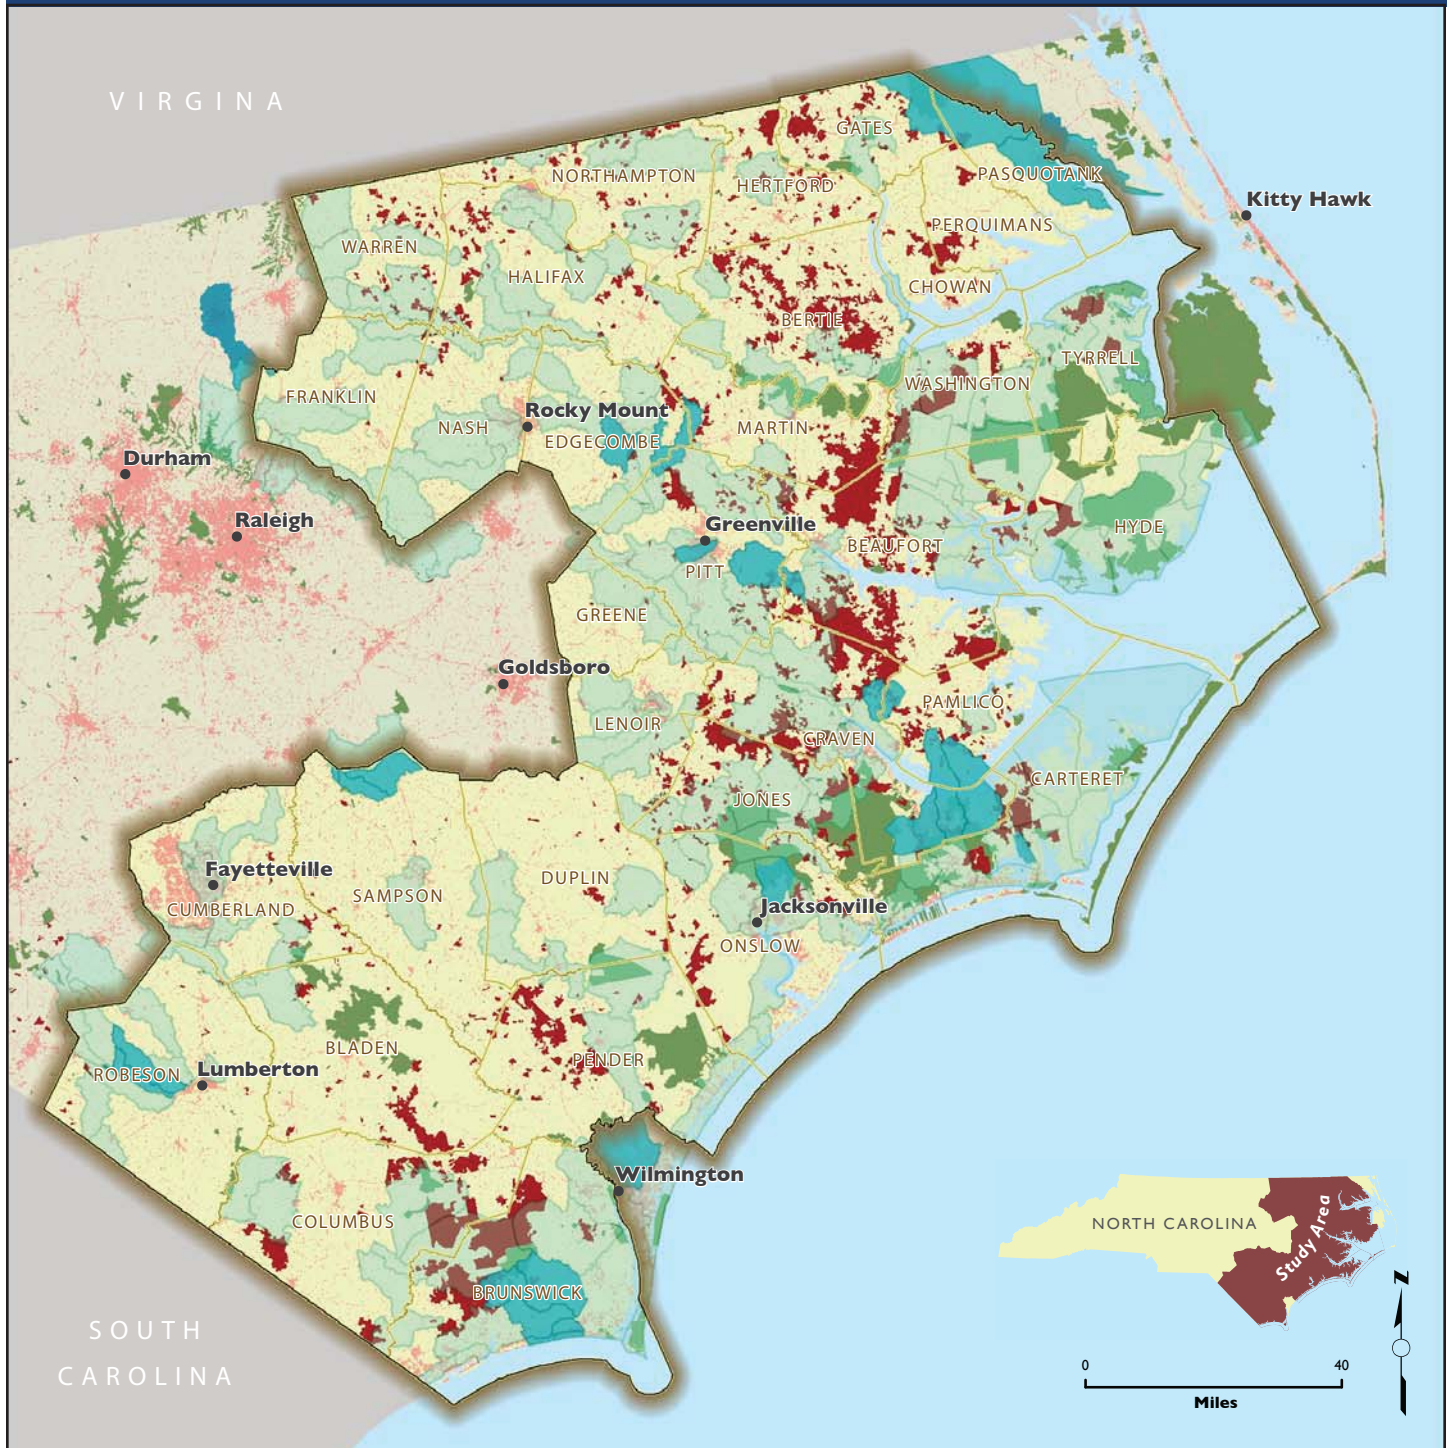 VIRGINA
GATES
NORTHAMPTON
HERTFORD
PASQUOTANK
Kitty Hawk
PERQUIMANS
WARREN
HALIFAX
CHOWAN
BERTIE
TYRRELL
WASHINGTON
FRANKLIN
Rocky Mount
NASH
EDGECOMBE
MARTIN
Durham
Raleigh
Greenville
HYDE
BEAUFORT
PITT
GREENE
Goldsboro
PAMLICO
LENOIR
CRAVEN
CARTERET
JONES
Fayetteville
DUPLIN
SAMPSON
CUMBERLAND
Jacksonville
ONSLOW
BLADEN
PENDER
ROBESON
Lumberton
Wilmington
COLUMBUS
BRUNSWICK
NORTH CAROLINA
Study Area
N
SOUTH
CAROLINA
0 40
Miles